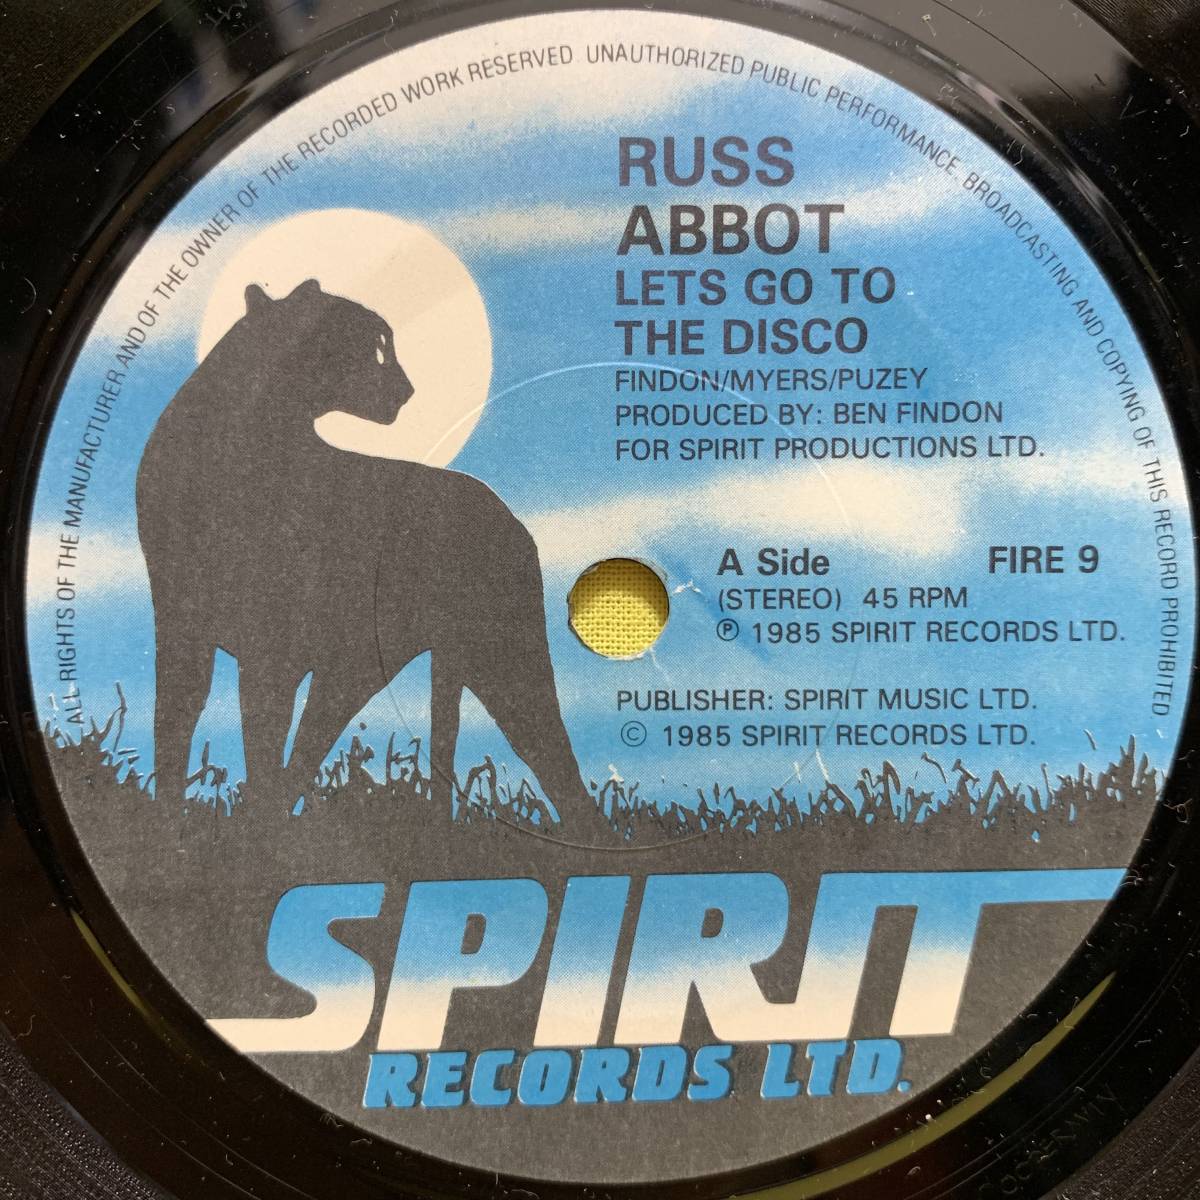 ALL RIGHTS OF THE MANUFACTURER AND OF THE OWNER OF THE RECORDED WORK RESERVED UNAUTHORIZED PUBLIC PERFORMANCE BROADCASTING AND COPYING OF THIS RECORD PROHIBITED
RUSS
ABBOT
LETS GO TO
THE DISCO
FINDON/MYERS/PUZEY
PRODUCED BY: BEN FINDON
FOR SPIRIT PRODUCTIONS LTD.
A Side FIRE 9
(STEREO) 45 RPM
℗ 1985 SPIRIT RECORDS LTD.
PUBLISHER: SPIRIT MUSIC LTD.
© 1985 SPIRIT RECORDS LTD.
SPIRIT
RECORDS LTD.